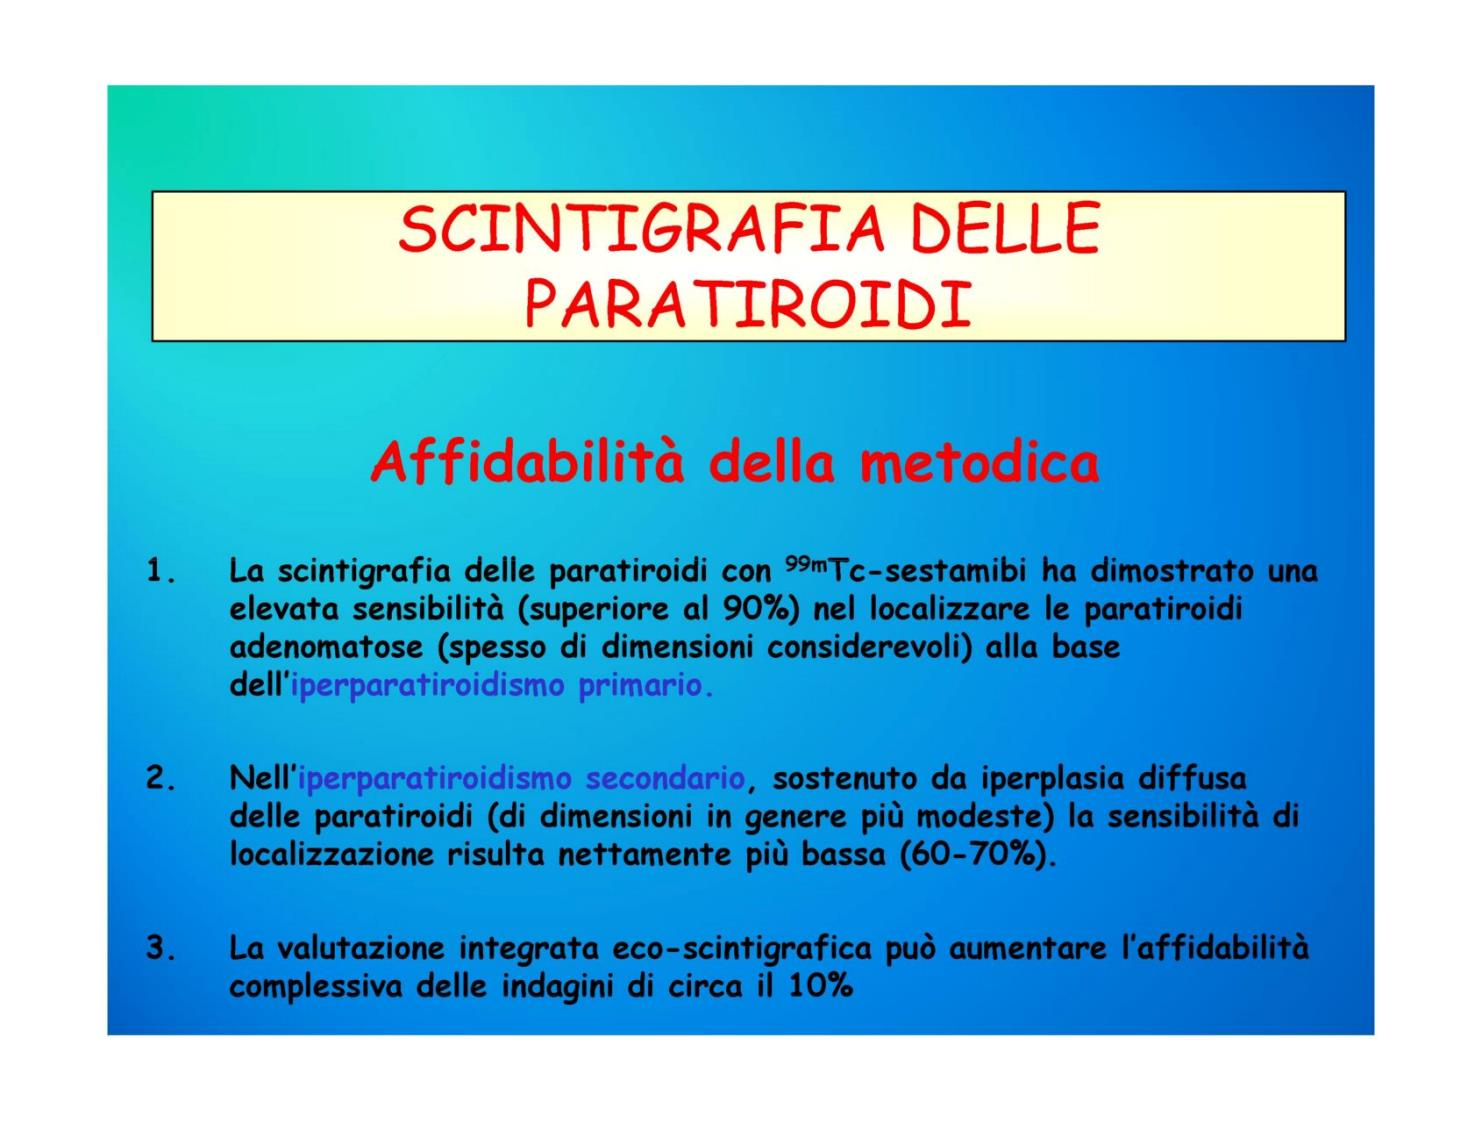 SCINTIGRAFIA DELLE
PARATIROIDI
Affidabilità della metodica
1. La scintigrafia delle paratiroidi con ⁹⁹ᵐTc-sestamibi ha dimostrato una
elevata sensibilità (superiore al 90%) nel localizzare le paratiroidi
adenomatose (spesso di dimensioni considerevoli) alla base
dell'iperparatiroidismo primario.
2. Nell'iperparatiroidismo secondario, sostenuto da iperplasia diffusa
delle paratiroidi (di dimensioni in genere più modeste) la sensibilità di
localizzazione risulta nettamente più bassa (60-70%).
3. La valutazione integrata eco-scintigrafica può aumentare l'affidabilità
complessiva delle indagini di circa il 10%